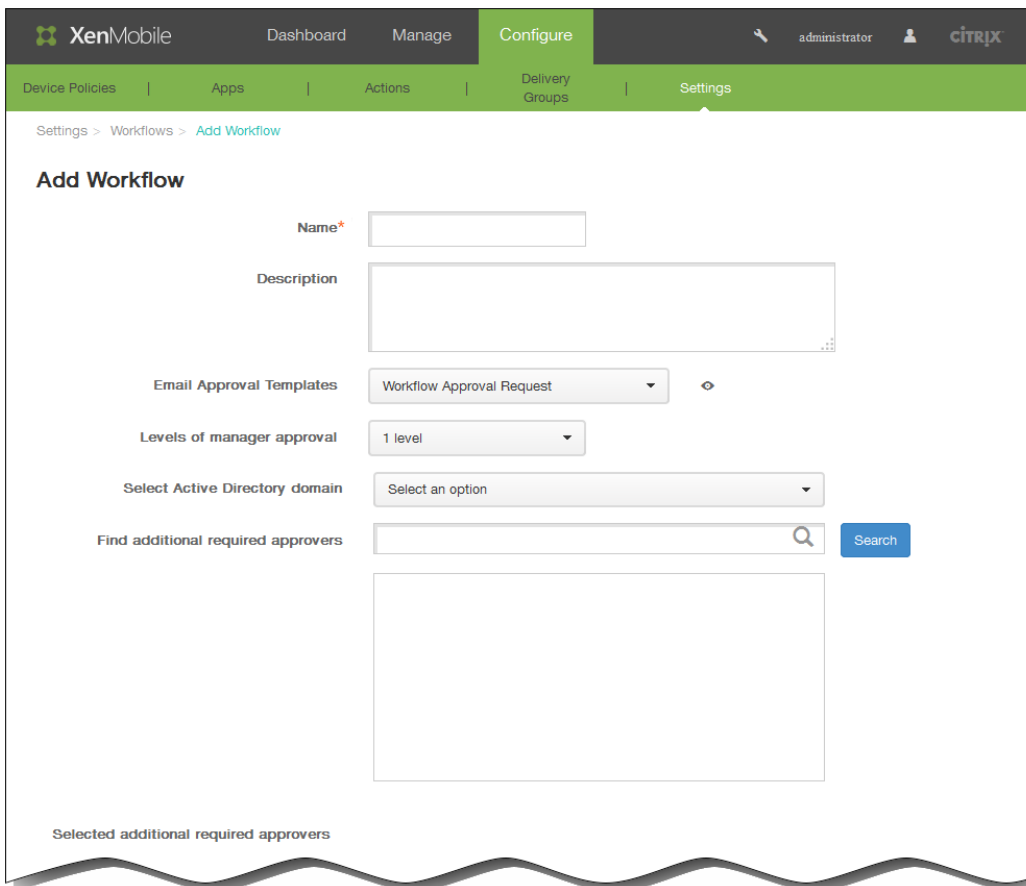 XenMobile Dashboard Manage Configure administrator CITRIX
Device Policies | Apps | Actions | Delivery Groups | Settings
Settings > Workflows > Add Workflow
Add Workflow
Name*
Description
Email Approval Templates Workflow Approval Request
Levels of manager approval 1 level
Select Active Directory domain Select an option
Find additional required approvers Search
Selected additional required approvers